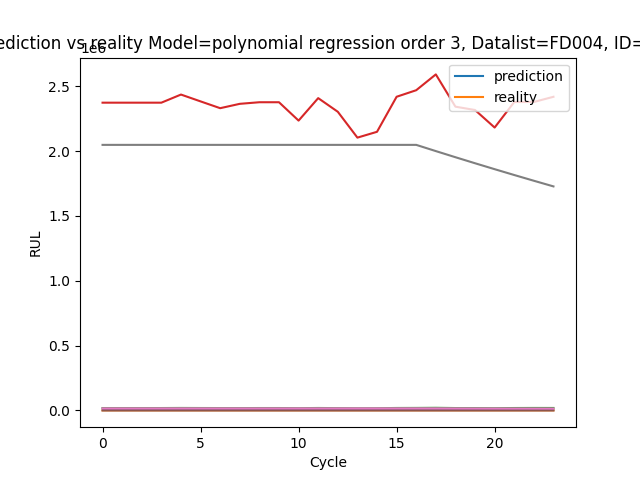 ediction vs reality Model=polynomial regression order 3, Datalist=FD004, ID=
1e6
prediction
reality
2.5
2.0
1.5
1.0
0.5
0.0
RUL
0 5 10 15 20
Cycle